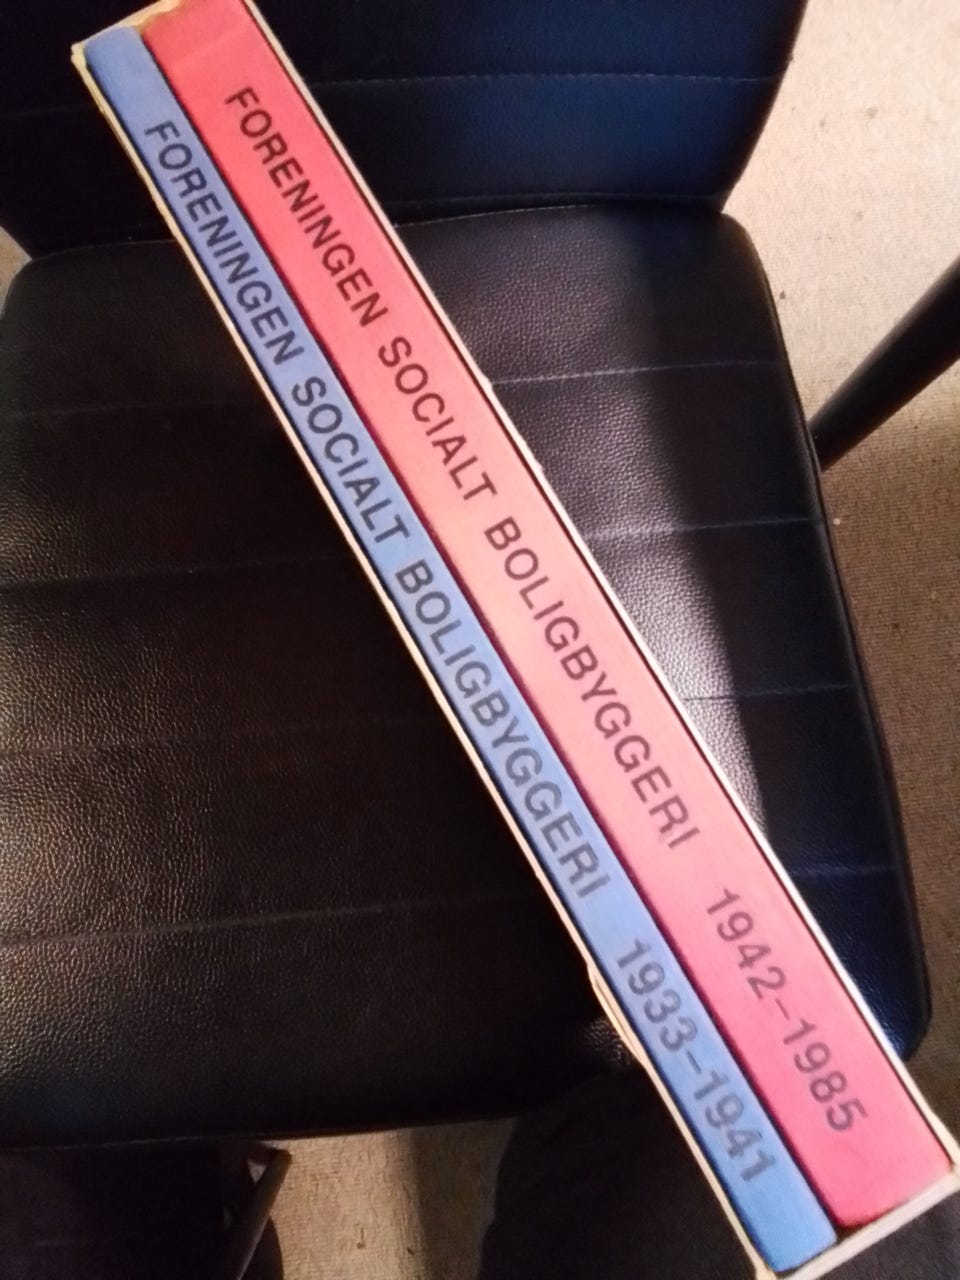 FORENINGEN SOCIALT BOLIGBYGGERI 1933–1941
FORENINGEN SOCIALT BOLIGBYGGERI 1942–1985